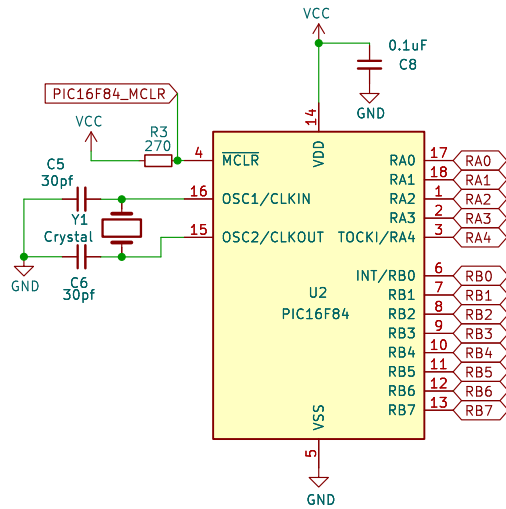 VCC
0.1uF
C8
GND
PIC16F84_MCLR
VCC
R3
270
14
VDD
4
MCLR
RA0
17
RA0
RA1
18
RA1
C5
30pf
16
OSC1/CLKIN
RA2
1
RA2
Y1
RA3
2
RA3
Crystal
15
OSC2/CLKOUT
TOCKI/RA4
3
RA4
GND
C6
30pf
INT/RB0
6
RB0
U2
RB1
7
RB1
PIC16F84
RB2
8
RB2
RB3
9
RB3
RB4
10
RB4
RB5
11
RB5
RB6
12
RB6
RB7
13
RB7
VSS
5
GND